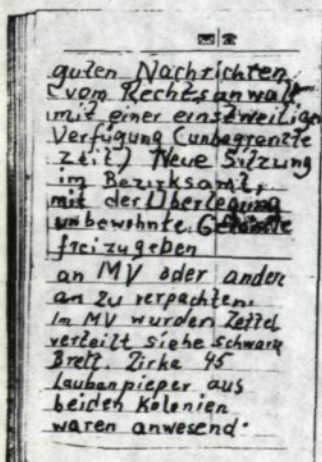 guten Nachrichten
(vom Rechtsanwalt
mit einer einstweilige
Verfügung (unbegrenzte
Zeit) Neue Sitzung
im Bezirksamt,
mit der Überlegung
unbewohnte
freizugeben
an MV oder andere
an zu verpachten.
Im MV wurden Zettel
verteilt siehe schwarz
Brett. Zirka 45
Laubenpieper aus
beiden Kolonien
waren anwesend.